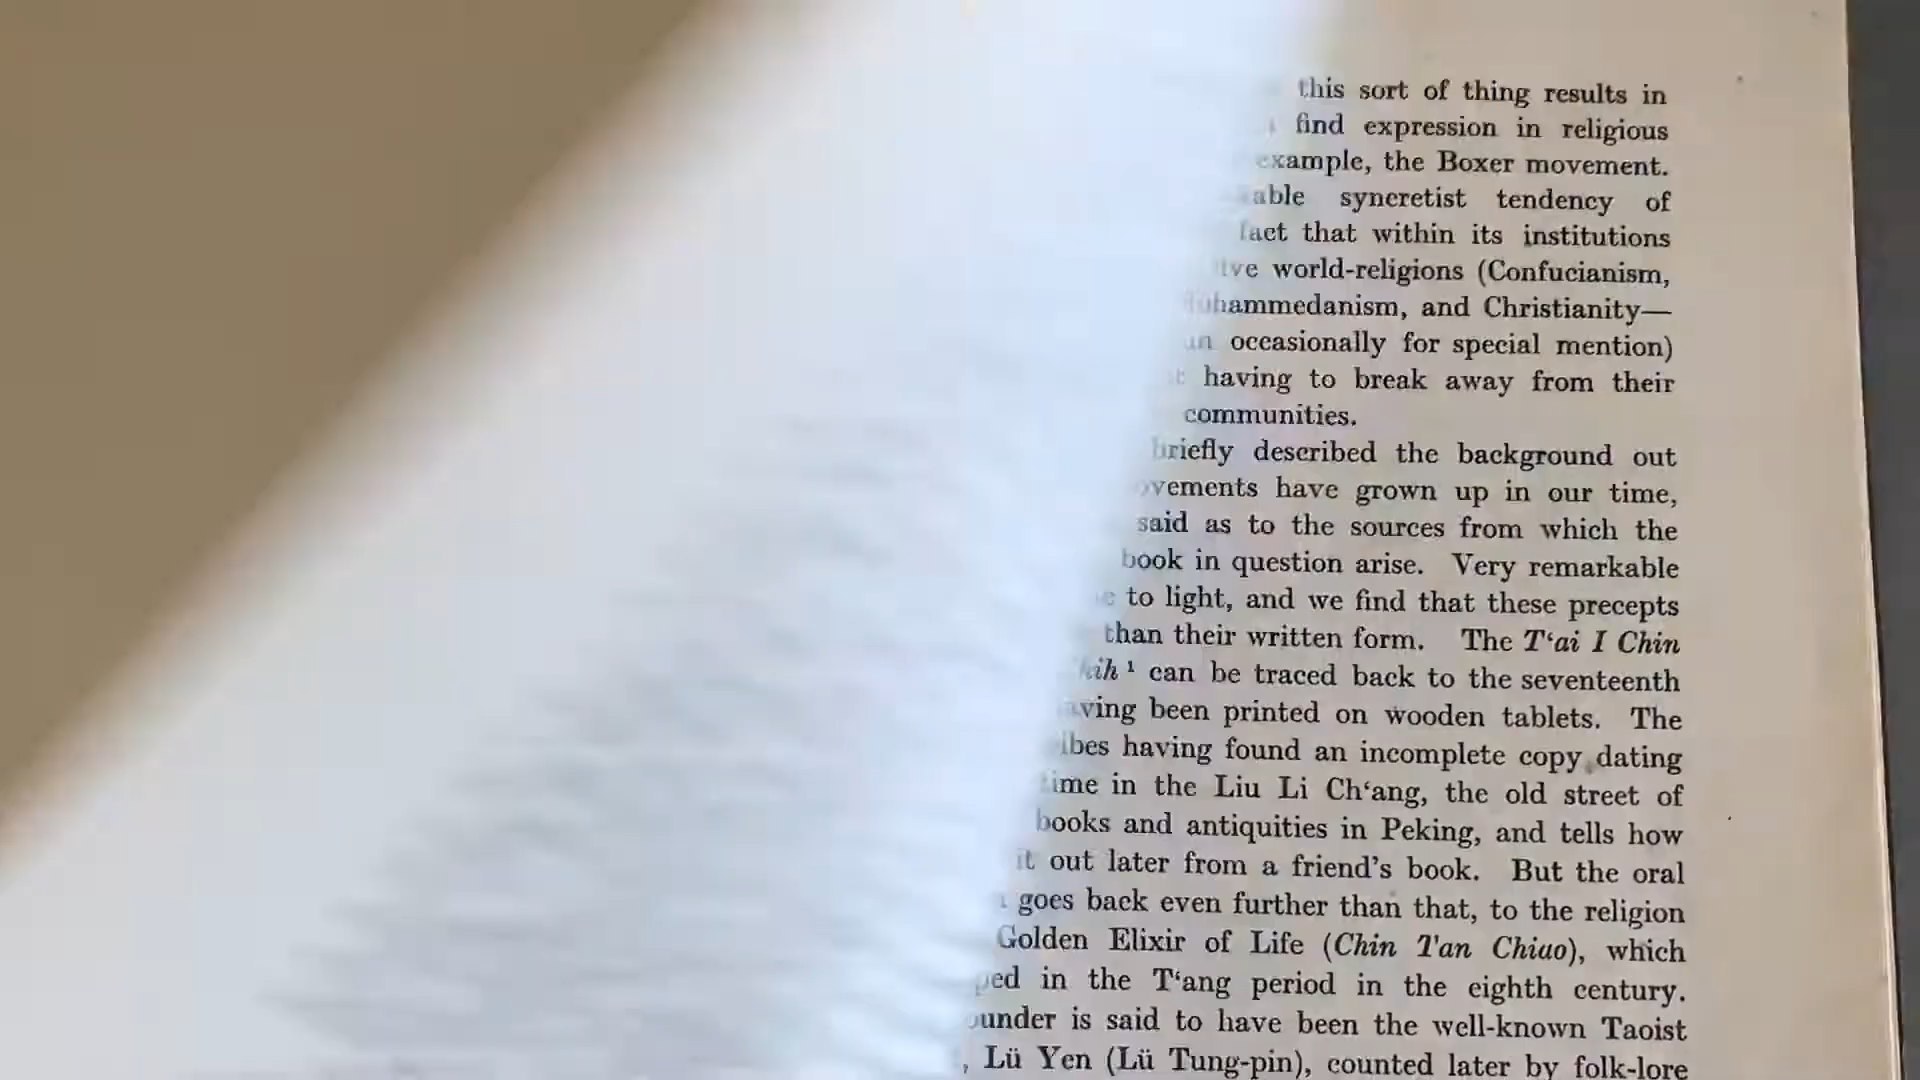 this sort of thing results in
find expression in religious
example, the Boxer movement.
syncretist tendency of
fact that within its institutions
world-religions (Confucianism,
and Christianity—
occasionally for special mention)
having to break away from their
communities.
briefly described the background out
have grown up in our time,
said as to the sources from which the
book in question arise. Very remarkable
to light, and we find that these precepts
than their written form. The T‘ai I Chin
¹ can be traced back to the seventeenth
been printed on wooden tablets. The
having found an incomplete copy dating
time in the Liu Li Ch‘ang, the old street of
books and antiquities in Peking, and tells how
it out later from a friend's book. But the oral
goes back even further than that, to the religion
Golden Elixir of Life (Chin Tan Chiao), which
in the T‘ang period in the eighth century.
is said to have been the well-known Taoist
, Lü Yen (Lü Tung-pin), counted later by folk-lore